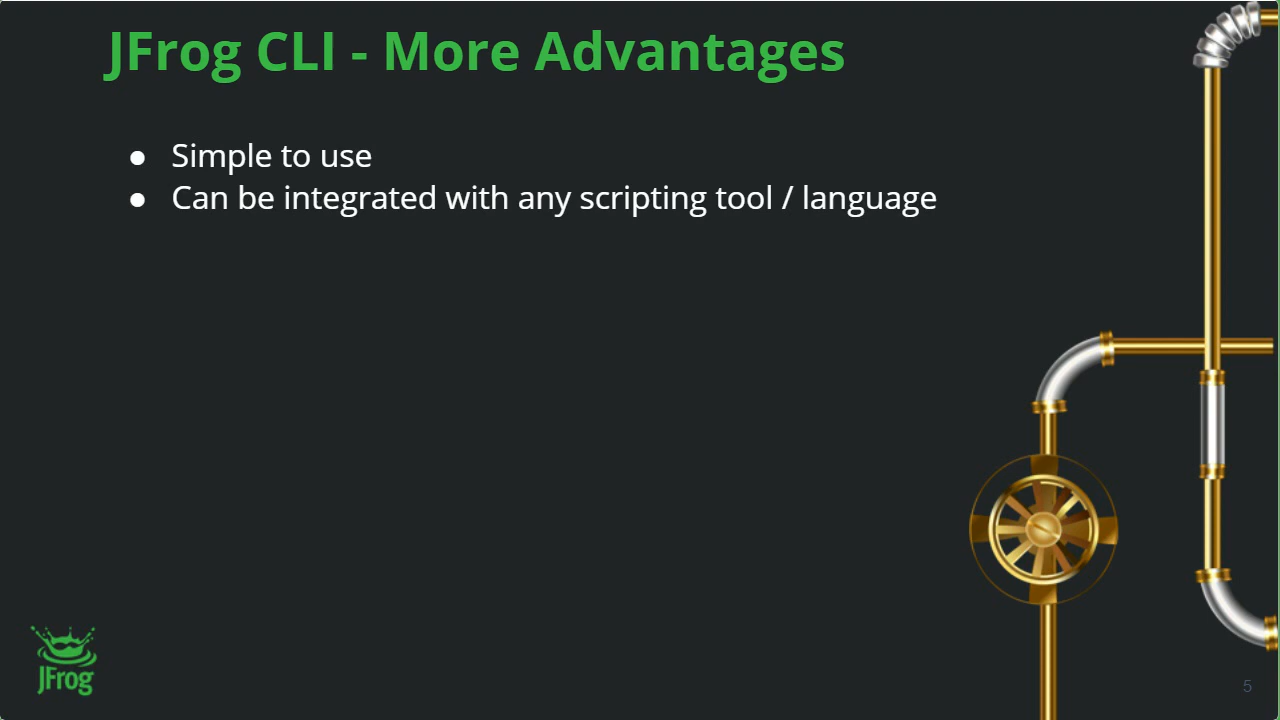 JFrog CLI - More Advantages
● Simple to use
● Can be integrated with any scripting tool / language
JFrog
5